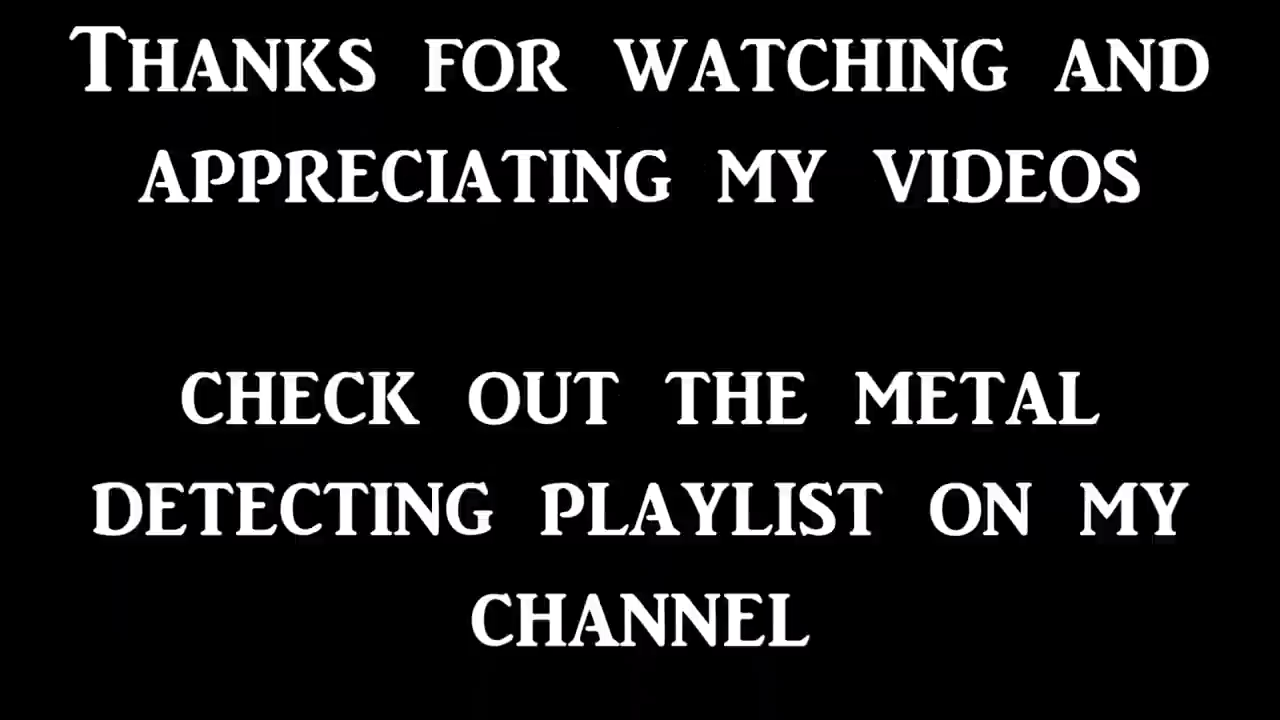 Thanks for watching and
appreciating my videos
check out the metal
detecting playlist on my
channel